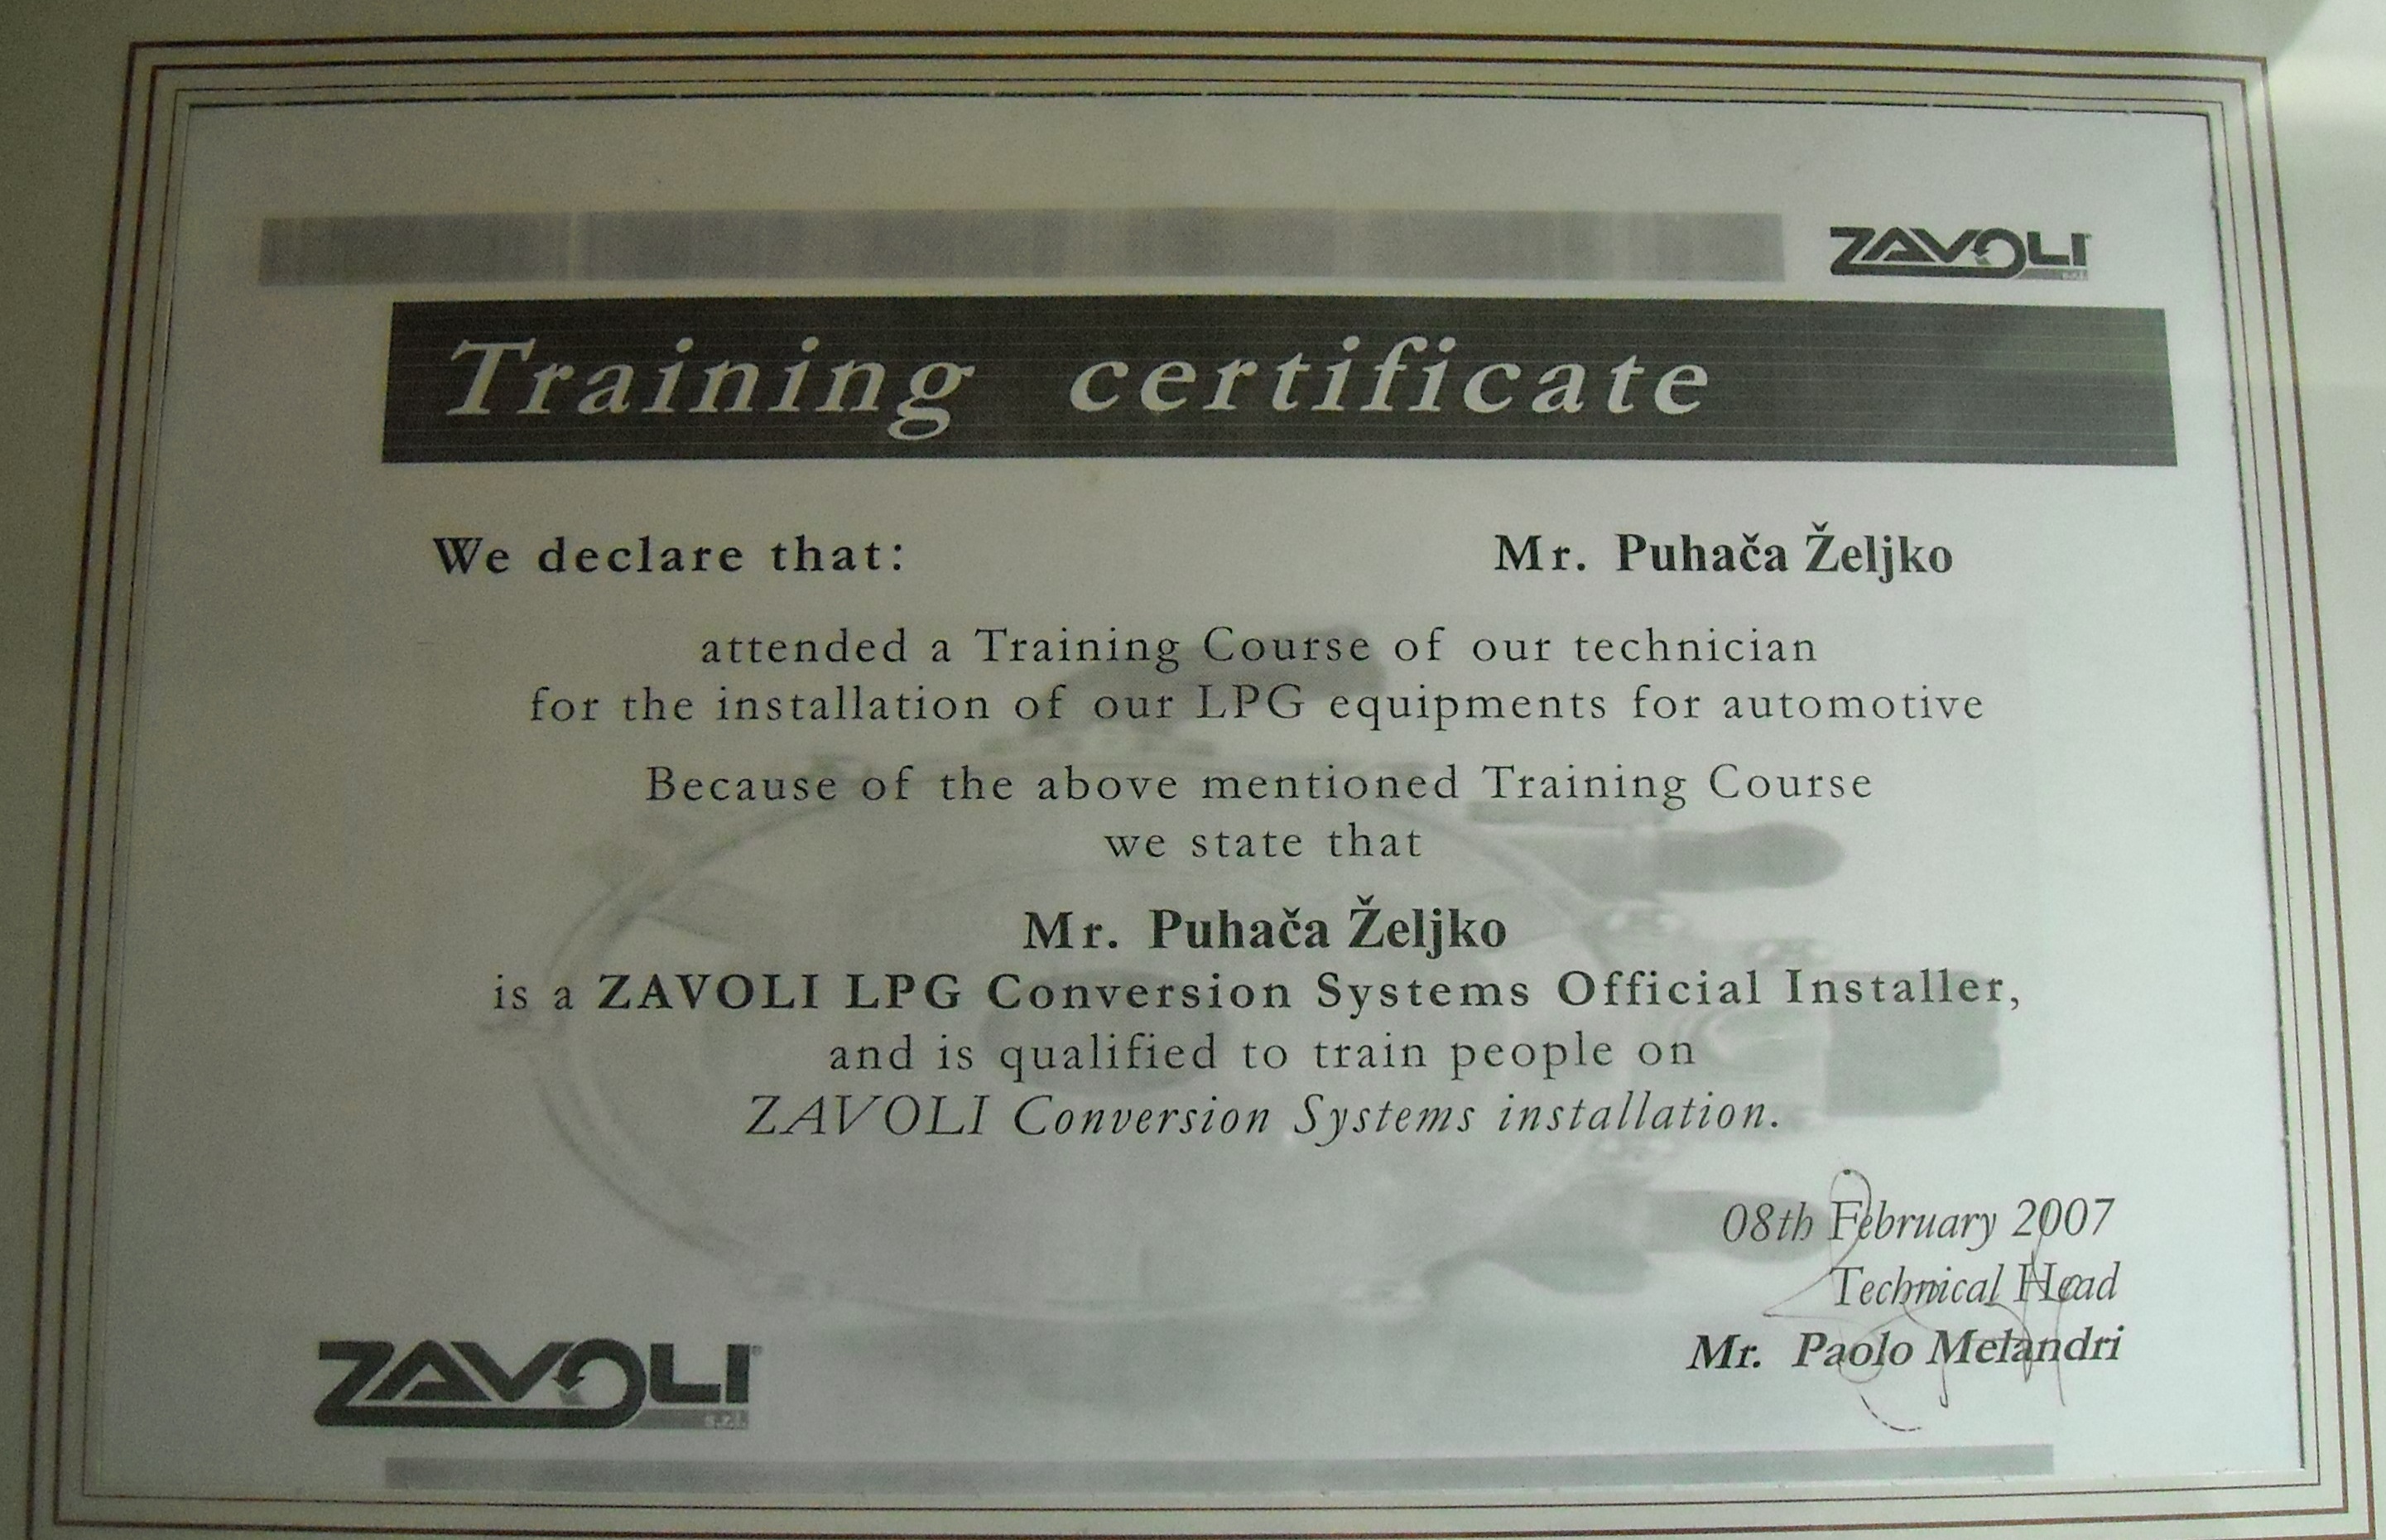 ZAVOLI
s.r.l.
Training certificate
We declare that: Mr. Puhača Željko
attended a Training Course of our technician
for the installation of our LPG equipments for automotive
Because of the above mentioned Training Course
we state that
Mr. Puhača Željko
is a ZAVOLI LPG Conversion Systems Official Installer,
and is qualified to train people on
ZAVOLI Conversion Systems installation.
08th February 2007
Technical Head
Mr. Paolo Melandri
ZAVOLI
s.r.l.